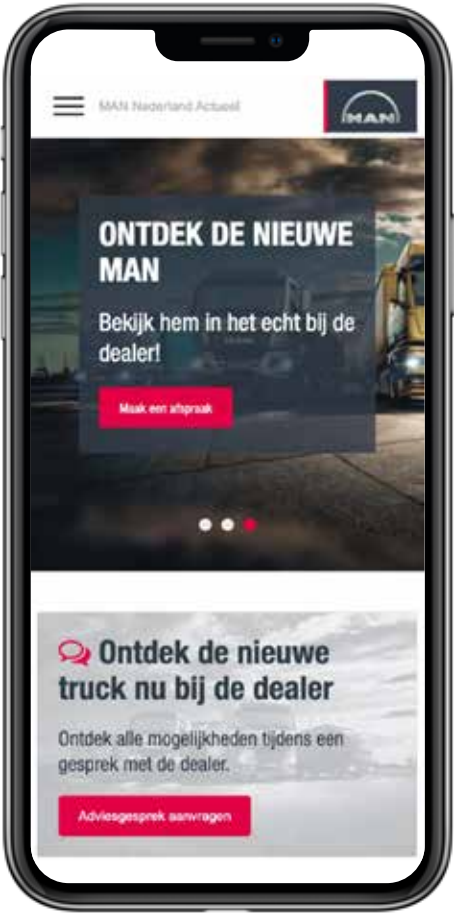 MAN Nederland Actueel
MAN
ONTDEK DE NIEUWE
MAN
Bekijk hem in het echt bij de
dealer!
Maak een afspraak
Ontdek de nieuwe
truck nu bij de dealer
Ontdek alle mogelijkheden tijdens een
gesprek met de dealer.
Adviesgesprek aanvragen